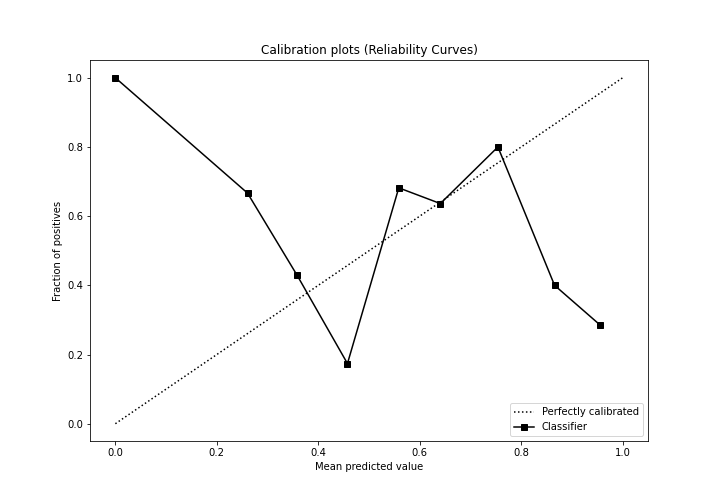 Calibration plots (Reliability Curves)
Fraction of positives
1.0
0.8
0.6
0.4
0.2
0.0
0.0 0.2 0.4 0.6 0.8 1.0
Mean predicted value
Perfectly calibrated
Classifier